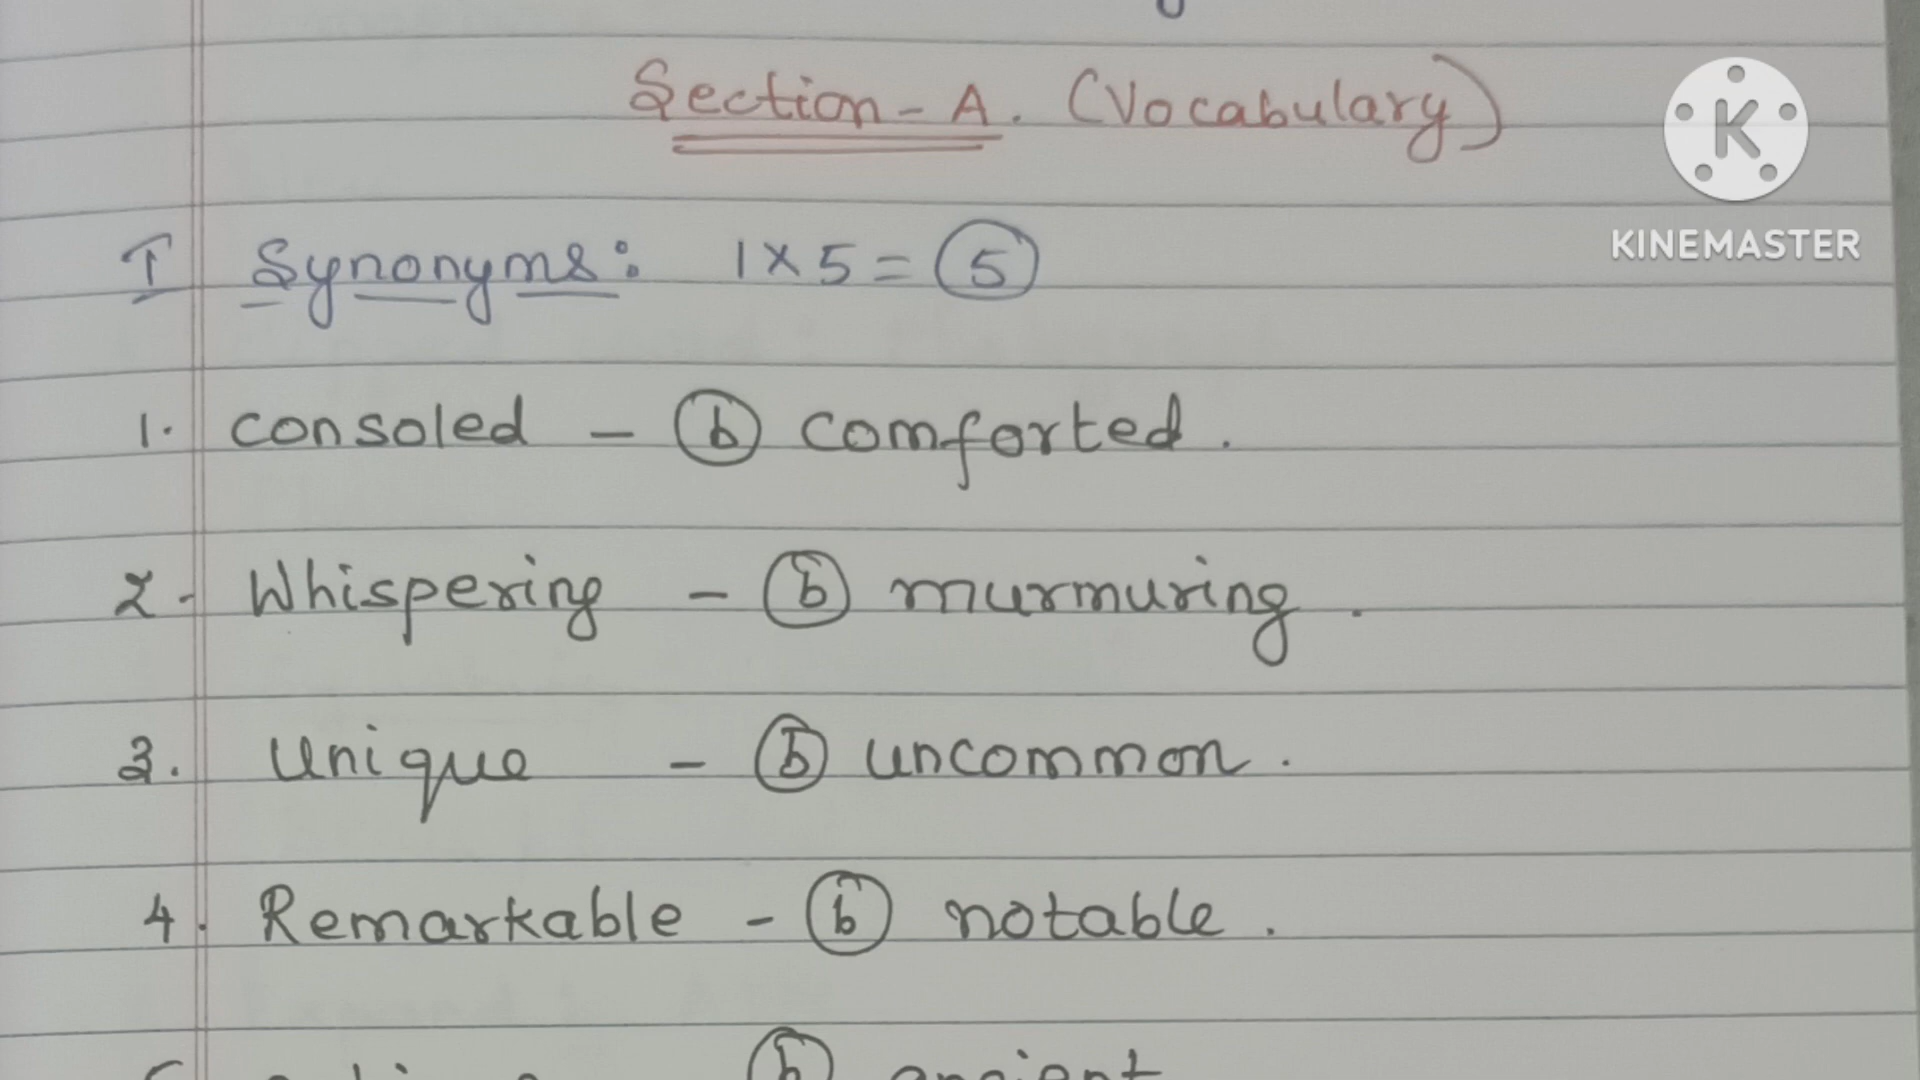 Section - A. (Vocabulary)
KINEMASTER
I Synonyms: 1 x 5 = 5
1. consoled - b comforted.
2. Whispering - b murmuring.
3. Unique - b uncommon.
4. Remarkable - b notable.
b ancient